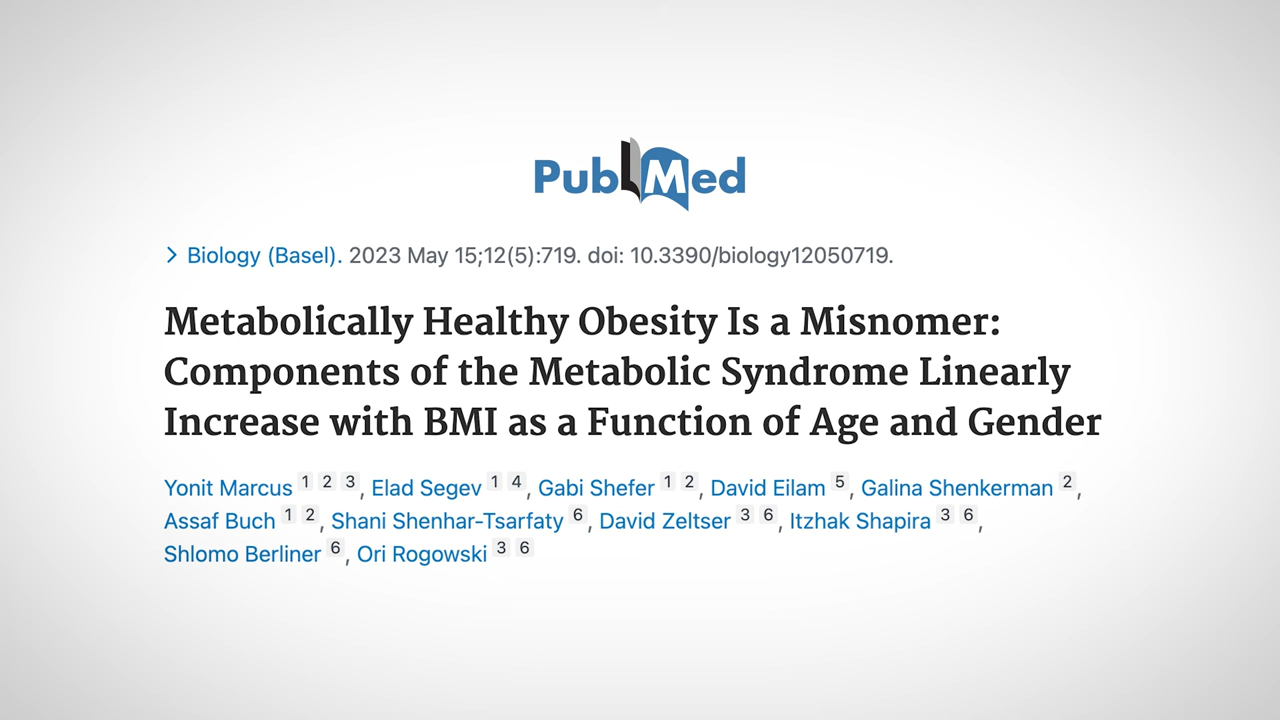 PubMed
> Biology (Basel). 2023 May 15;12(5):719. doi: 10.3390/biology12050719.
Metabolically Healthy Obesity Is a Misnomer:
Components of the Metabolic Syndrome Linearly
Increase with BMI as a Function of Age and Gender
Yonit Marcus 1 2 3, Elad Segev 1 4, Gabi Shefer 1 2, David Eilam 5, Galina Shenkerman 2,
Assaf Buch 1 2, Shani Shenhar-Tsarfaty 6, David Zeltser 3 6, Itzhak Shapira 3 6,
Shlomo Berliner 6, Ori Rogowski 3 6